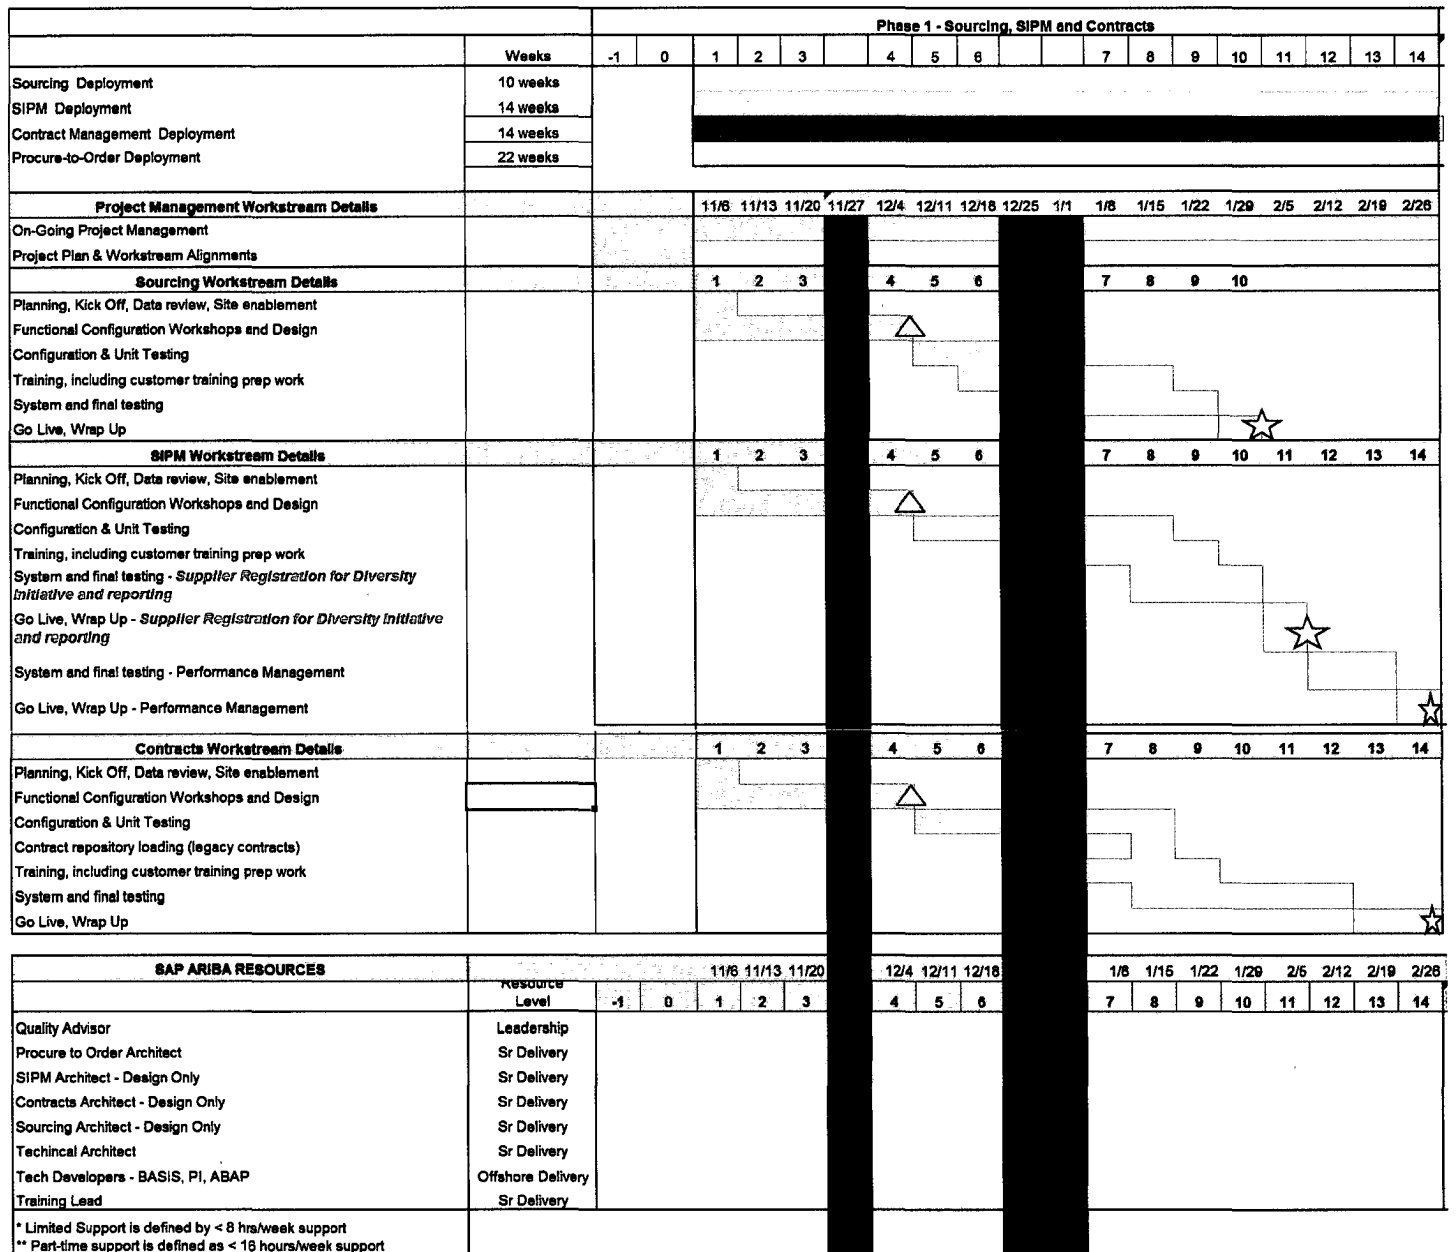 Phase 1 - Sourcing, SIPM and Contracts
Weeks -1 0 1 2 3 4 5 6 7 8 9 10 11 12 13 14
Sourcing Deployment 10 weeks
SIPM Deployment 14 weeks
Contract Management Deployment 14 weeks
Procure-to-Order Deployment 22 weeks
Project Management Workstream Details 11/6 11/13 11/20 11/27 12/4 12/11 12/18 12/25 1/1 1/8 1/15 1/22 1/29 2/5 2/12 2/19 2/26
On-Going Project Management
Project Plan & Workstream Alignments
Sourcing Workstream Details 1 2 3 4 5 6 7 8 9 10
Planning, Kick Off, Data review, Site enablement
Functional Configuration Workshops and Design
Configuration & Unit Testing
Training, including customer training prep work
System and final testing
Go Live, Wrap Up
SIPM Workstream Details 1 2 3 4 5 6 7 8 9 10 11 12 13 14
Planning, Kick Off, Data review, Site enablement
Functional Configuration Workshops and Design
Configuration & Unit Testing
Training, including customer training prep work
System and final testing - Supplier Registration for Diversity
Initiative and reporting
Go Live, Wrap Up - Supplier Registration for Diversity Initiative
and reporting
System and final testing - Performance Management
Go Live, Wrap Up - Performance Management
Contracts Workstream Details 1 2 3 4 5 6 7 8 9 10 11 12 13 14
Planning, Kick Off, Data review, Site enablement
Functional Configuration Workshops and Design
Configuration & Unit Testing
Contract repository loading (legacy contracts)
Training, including customer training prep work
System and final testing
Go Live, Wrap Up
SAP ARIBA RESOURCES 11/6 11/13 11/20 12/4 12/11 12/18 1/8 1/15 1/22 1/29 2/5 2/12 2/19 2/26
Resource
Level -1 0 1 2 3 4 5 6 7 8 9 10 11 12 13 14
Quality Advisor Leadership
Procure to Order Architect Sr Delivery
SIPM Architect - Design Only Sr Delivery
Contracts Architect - Design Only Sr Delivery
Sourcing Architect - Design Only Sr Delivery
Techincal Architect Sr Delivery
Tech Developers - BASIS, PI, ABAP Offshore Delivery
Training Lead Sr Delivery
* Limited Support is defined by < 8 hrs/week support
** Part-time support is defined as < 16 hours/week support